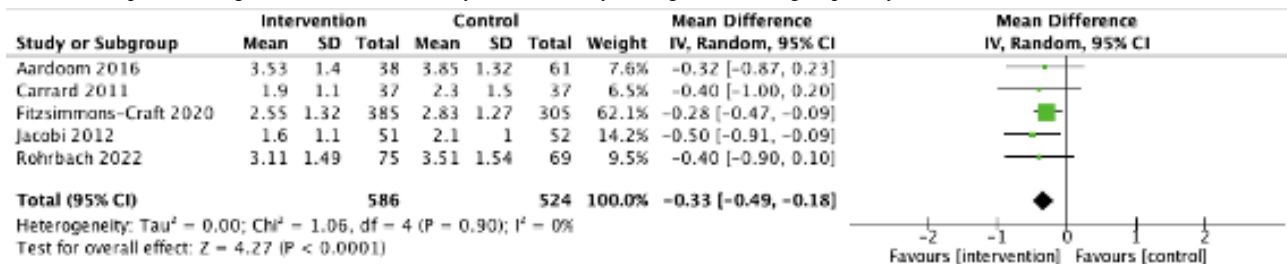 Intervention Control Mean Difference Mean Difference
Study or Subgroup Mean SD Total Mean SD Total Weight IV, Random, 95% CI IV, Random, 95% CI
Aardoom 2016 3.53 1.4 38 3.85 1.32 61 7.6% -0.32 [-0.87, 0.23]
Carrard 2011 1.9 1.1 37 2.3 1.5 37 6.5% -0.40 [-1.00, 0.20]
Fitzsimmons-Craft 2020 2.55 1.32 385 2.83 1.27 305 62.1% -0.28 [-0.47, -0.09]
Jacobi 2012 1.6 1.1 51 2.1 1 52 14.2% -0.50 [-0.91, -0.09]
Rohrbach 2022 3.11 1.49 75 3.51 1.54 69 9.5% -0.40 [-0.90, 0.10]
Total (95% CI) 586 524 100.0% -0.33 [-0.49, -0.18]
Heterogeneity: Tau² = 0.00; Chi² = 1.06, df = 4 (P = 0.90); I² = 0%
Test for overall effect: Z = 4.27 (P < 0.0001)
-2 -1 0 1 2
Favours [intervention] Favours [control]